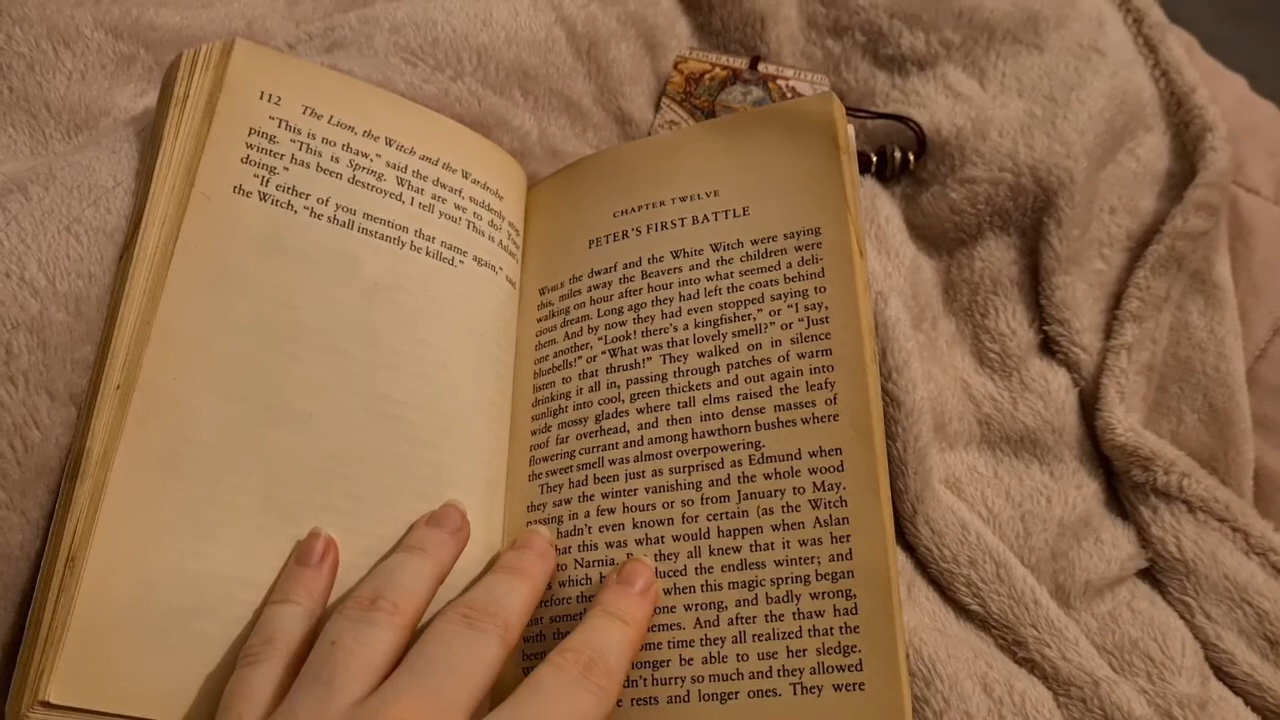 112 The Lion, the Witch and the Wardrobe
"This is no thaw," said the dwarf, suddenly stop-
ping. "This is Spring. What are we to do? Your
winter has been destroyed, I tell you! This is Aslan's
doing."
"If either of you mention that name again," said
the Witch, "he shall instantly be killed."
CHAPTER TWELVE
PETER'S FIRST BATTLE
WHILE the dwarf and the White Witch were saying
this, miles away the Beavers and the children were
walking on hour after hour into what seemed a deli-
cious dream. Long ago they had left the coats behind
them. And by now they had even stopped saying to
one another, "Look! there's a kingfisher," or "I say,
bluebells!" or "What was that lovely smell?" or "Just
listen to that thrush!" They walked on in silence
drinking it all in, passing through patches of warm
sunlight into cool, green thickets and out again into
wide mossy glades where tall elms raised the leafy
roof far overhead, and then into dense masses of
flowering currant and among hawthorn bushes where
the sweet smell was almost overpowering.
They had been just as surprised as Edmund when
they saw the winter vanishing and the whole wood
passing in a few hours or so from January to May.
hadn't even known for certain (as the Witch
hat this was what would happen when Aslan
to Narnia. they all knew that it was her
s which h uced the endless winter; and
refore the when this magic spring began
at some one wrong, and badly wrong,
with the emes. And after the thaw had
been ome time they all realized that the
W longer be able to use her sledge.
dn't hurry so much and they allowed
e rests and longer ones. They were